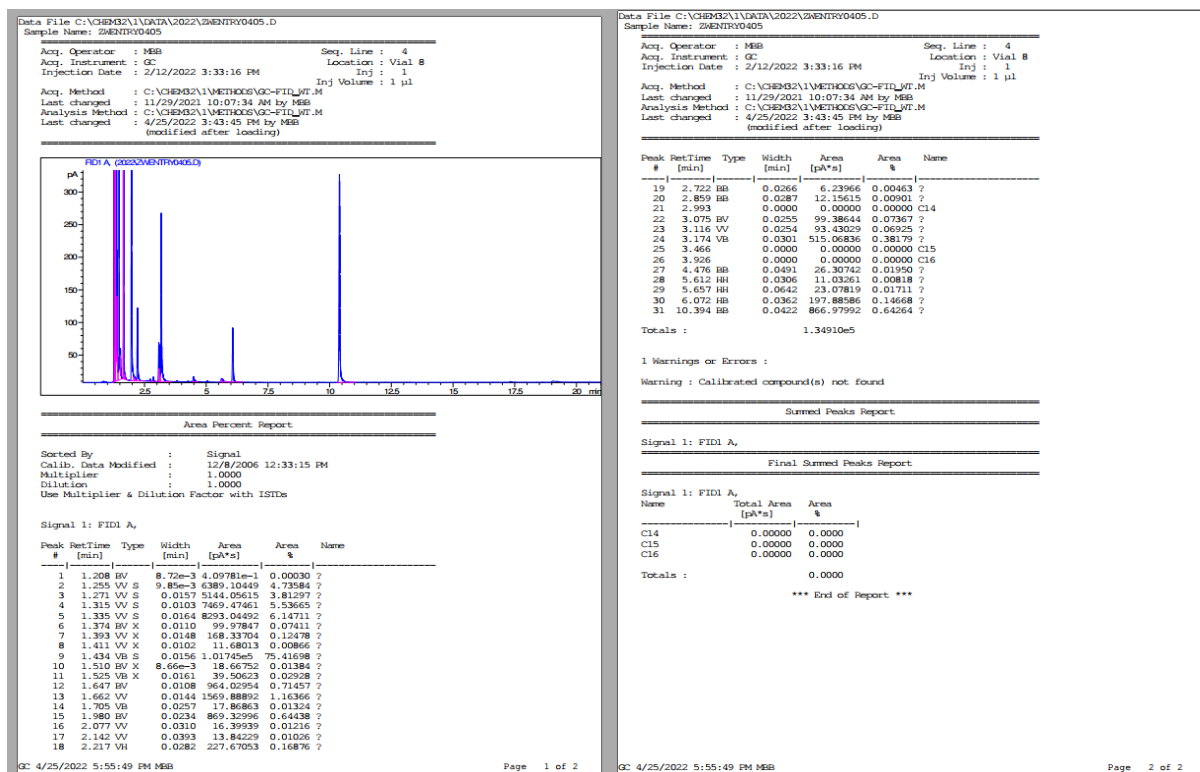 Data File C:\CHEM32\1\DATA\2022\ZWENTRY0405.D
Sample Name: ZWENTRY0405
Acq. Operator : MBB Seq. Line : 4
Acq. Instrument : GC Location : Vial 8
Injection Date : 2/12/2022 3:33:16 PM Inj : 1
Inj Volume : 1 µl
Acq. Method : C:\CHEM32\1\METHODS\GC-FID_WT.M
Last changed : 11/29/2021 10:07:34 AM by MBB
Analysis Method : C:\CHEM32\1\METHODS\GC-FID_WT.M
Last changed : 4/25/2022 3:43:45 PM by MBB
(modified after loading)
FID1 A, (2022\ZWENTRY0405.D)
pA
300
250
200
150
100
50
2.5 5 7.5 10 12.5 15 17.5 20 min
Area Percent Report
Sorted By : Signal
Calib. Data Modified : 12/8/2006 12:33:15 PM
Multiplier : 1.0000
Dilution : 1.0000
Use Multiplier & Dilution Factor with ISTDs
Signal 1: FID1 A,
Peak RetTime Type Width Area Area Name
# [min] [min] [pA*s] %
1 1.208 BV 8.72e-3 4.09781e-1 0.00030 ?
2 1.255 VV S 9.85e-3 6389.10449 4.73584 ?
3 1.271 VV S 0.0157 5144.05615 3.81297 ?
4 1.315 VV S 0.0103 7469.47461 5.53665 ?
5 1.335 VV S 0.0164 8293.04492 6.14711 ?
6 1.374 BV X 0.0110 99.97847 0.07411 ?
7 1.393 VV X 0.0148 168.33704 0.12478 ?
8 1.411 VV X 0.0102 11.68013 0.00866 ?
9 1.434 VB S 0.0156 1.01745e5 75.41698 ?
10 1.510 BV X 8.66e-3 18.66752 0.01384 ?
11 1.525 VB X 0.0161 39.50623 0.02928 ?
12 1.647 BV 0.0108 964.02954 0.71457 ?
13 1.662 VV 0.0144 1569.88892 1.16366 ?
14 1.705 VB 0.0257 17.86863 0.01324 ?
15 1.980 BV 0.0234 869.32996 0.64438 ?
16 2.077 VV 0.0310 16.39939 0.01216 ?
17 2.142 VV 0.0393 13.84229 0.01026 ?
18 2.217 VH 0.0282 227.67053 0.16876 ?
GC 4/25/2022 5:55:49 PM MBB Page 1 of 2
Data File C:\CHEM32\1\DATA\2022\ZWENTRY0405.D
Sample Name: ZWENTRY0405
Acq. Operator : MBB Seq. Line : 4
Acq. Instrument : GC Location : Vial 8
Injection Date : 2/12/2022 3:33:16 PM Inj : 1
Inj Volume : 1 µl
Acq. Method : C:\CHEM32\1\METHODS\GC-FID_WT.M
Last changed : 11/29/2021 10:07:34 AM by MBB
Analysis Method : C:\CHEM32\1\METHODS\GC-FID_WT.M
Last changed : 4/25/2022 3:43:45 PM by MBB
(modified after loading)
Peak RetTime Type Width Area Area Name
# [min] [min] [pA*s] %
19 2.722 BB 0.0266 6.23966 0.00463 ?
20 2.859 BB 0.0287 12.15615 0.00901 ?
21 2.993 0.0000 0.00000 0.00000 C14
22 3.075 BV 0.0255 99.38644 0.07367 ?
23 3.116 VV 0.0254 93.43029 0.06925 ?
24 3.174 VB 0.0301 515.06836 0.38179 ?
25 3.466 0.0000 0.00000 0.00000 C15
26 3.926 0.0000 0.00000 0.00000 C16
27 4.476 BB 0.0491 26.30742 0.01950 ?
28 5.612 HH 0.0306 11.03261 0.00818 ?
29 5.657 HH 0.0642 23.07819 0.01711 ?
30 6.072 HB 0.0362 197.88586 0.14668 ?
31 10.394 BB 0.0422 866.97992 0.64264 ?
Totals : 1.34910e5
1 Warnings or Errors :
Warning : Calibrated compound(s) not found
Summed Peaks Report
Signal 1: FID1 A,
Final Summed Peaks Report
Signal 1: FID1 A,
Name Total Area Area
[pA*s] %
C14 0.00000 0.0000
C15 0.00000 0.0000
C16 0.00000 0.0000
Totals : 0.0000
*** End of Report ***
GC 4/25/2022 5:55:49 PM MBB Page 2 of 2